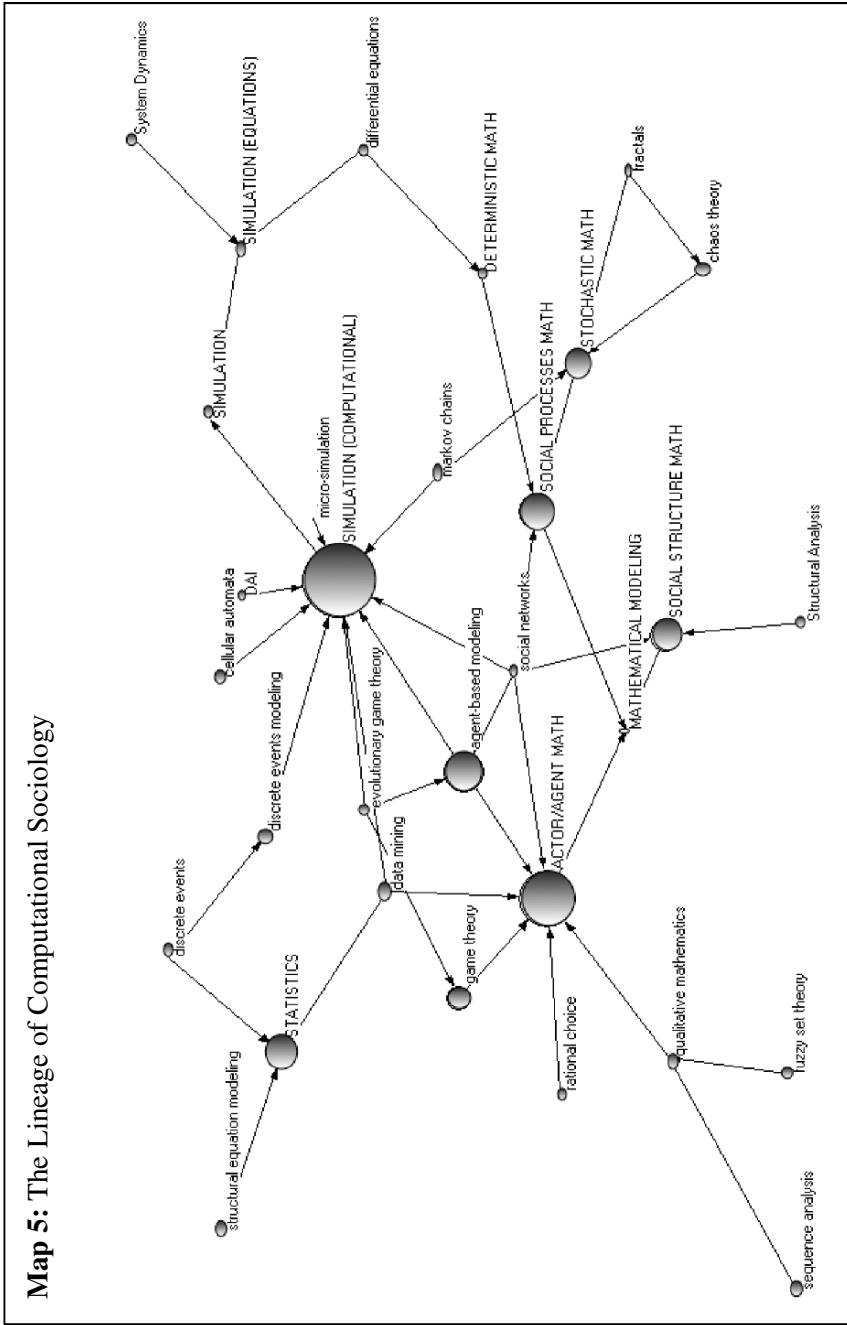 Map 5: The Lineage of Computational Sociology
System Dynamics
SIMULATION (EQUATIONS)
differential equations
SIMULATION
DETERMINISTIC MATH
fractals
chaos theory
STOCHASTIC MATH
micro-simulation
SIMULATION (COMPUTATIONAL)
markov chains
SOCIAL PROCESSES MATH
cellular automata
DAI
discrete events modeling
evolutionary game theory
agent-based modeling
social networks
MATHEMATICAL MODELING
SOCIAL STRUCTURE MATH
Structural Analysis
discrete events
data mining
ACTOR/AGENT MATH
STATISTICS
game theory
structural equation modeling
rational choice
qualitative mathematics
fuzzy set theory
sequence analysis